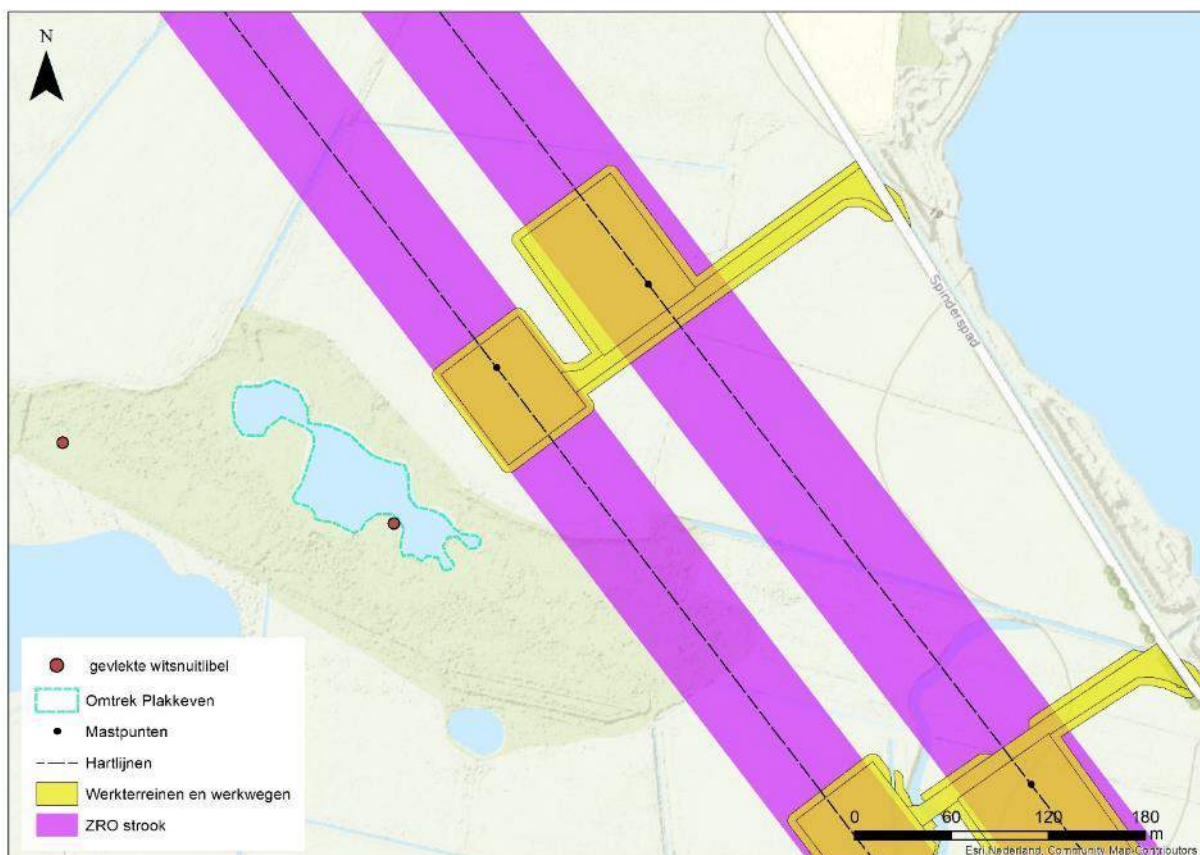 N
Spinderspad
gevlekte witsnuitlibel
Omtrek Plakkeven
Mastpunten
Hartlijnen
Werkterreinen en werkwegen
ZRO strook
0 60 120 180
m
Esri Nederland, Community Map Contributors